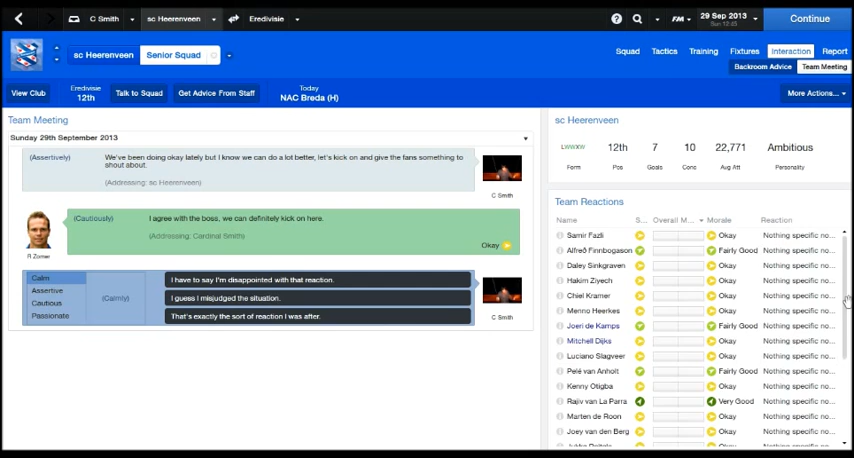 C Smith
sc Heerenveen
Eredivisie
?
FM
29 Sep 2013
Sun 12:45
Continue
sc Heerenveen
Senior Squad
Squad
Tactics
Training
Fixtures
Interaction
Report
Backroom Advice
Team Meeting
View Club
Eredivisie
12th
Talk to Squad
Get Advice From Staff
Today
NAC Breda (H)
More Actions...
Team Meeting
Sunday 29th September 2013
(Assertively)
We've been doing okay lately but I know we can do a lot better, let's kick on and give the fans something to
shout about.
(Addressing: sc Heerenveen)
C Smith
(Cautiously)
I agree with the boss, we can definitely kick on here.
(Addressing: Cardinal Smith)
Okay
R Zomer
Calm
Assertive
Cautious
Passionate
(Calmly)
I have to say I'm disappointed with that reaction.
I guess I misjudged the situation.
That's exactly the sort of reaction I was after.
C Smith
sc Heerenveen
LWWXW 12th 7 10 22,771 Ambitious
Form Pos Goals Conc Avg Att Personality
Team Reactions
Name S... Overall M... Morale Reaction
Samir Fazli Okay Nothing specific no...
Alfreð Finnbogason Fairly Good Nothing specific no...
Daley Sinkgraven Okay Nothing specific no...
Hakim Ziyech Okay Nothing specific no...
Chiel Kramer Okay Nothing specific no...
Menno Heerkes Okay Nothing specific no...
Joeri de Kamps Fairly Good Nothing specific no...
Mitchell Dijks Okay Nothing specific no...
Luciano Slagveer Okay Nothing specific no...
Pelé van Anholt Fairly Good Nothing specific no...
Kenny Otigba Okay Nothing specific no...
Rajiv van La Parra Very Good Nothing specific no...
Marten de Roon Okay Nothing specific no...
Joey van den Berg Okay Nothing specific no...